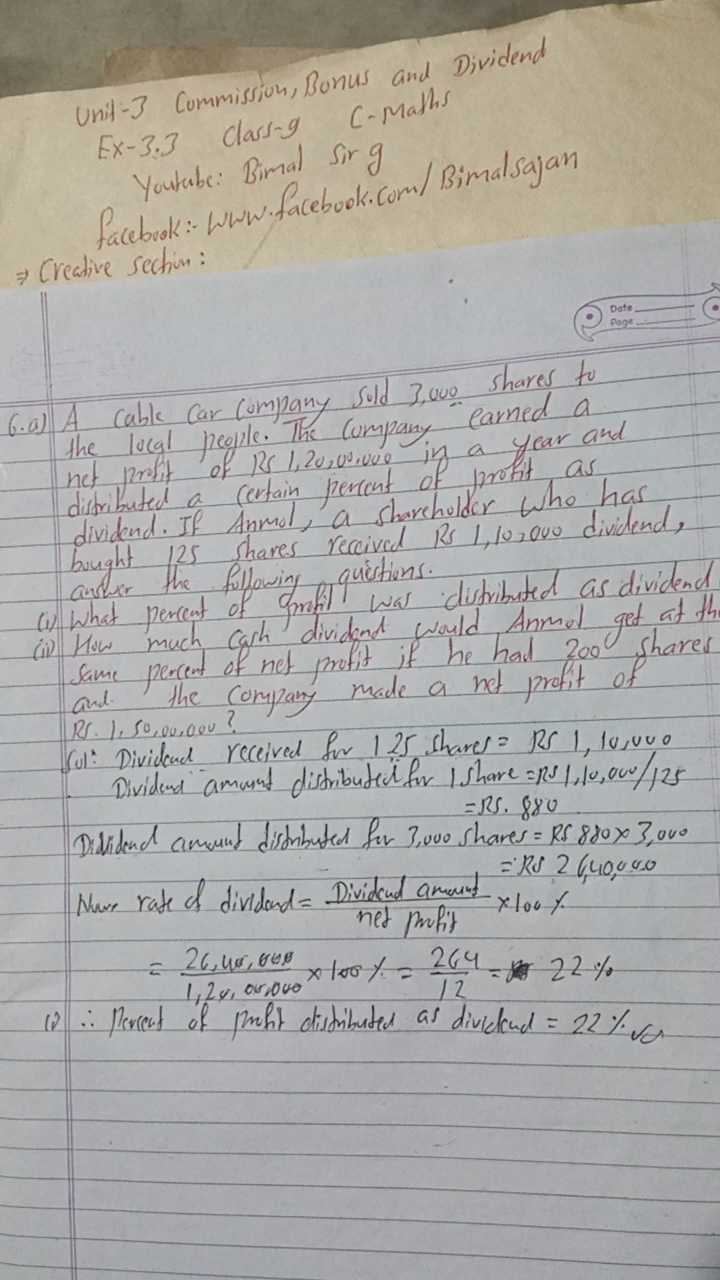 Unit-3 Commission, Bonus and Dividend
Ex-3.3 Class-9 C-Maths
Youtube: Bimal Sir g
facebook:- www.facebook.com/Bimalsajan
⇒ Creative section:
Date
Page
6.a) A cable car company sold 3,000 shares to
the local people. The company earned a
net profit of Rs 1,20,00,000 in a year and
distributed a certain percent of profit as
dividend. If Anmol, a shareholder who has
bought 125 shares received Rs 1,10,000 dividend,
answer the following questions.
(i) What percent of profit was distributed as dividend
(ii) How much cash dividend would Anmol get at the
same percent of net profit if he had 200 shares
and the company made a net profit of
Rs. 1,50,00,000?
Sol: Dividend received for 125 shares = Rs 1,10,000
Dividend amount distributed for 1 share = Rs 1,10,000/125
= Rs. 880
Dividend amount distributed for 3,000 shares = Rs 880 × 3,000
= Rs 26,40,000
Now rate of dividend = Dividend amount / net profit × 100 %
= 26,40,000 / 1,20,00,000 × 100 % = 264 / 12 = 22 %
(i) ∴ Percent of profit distributed as dividend = 22 %